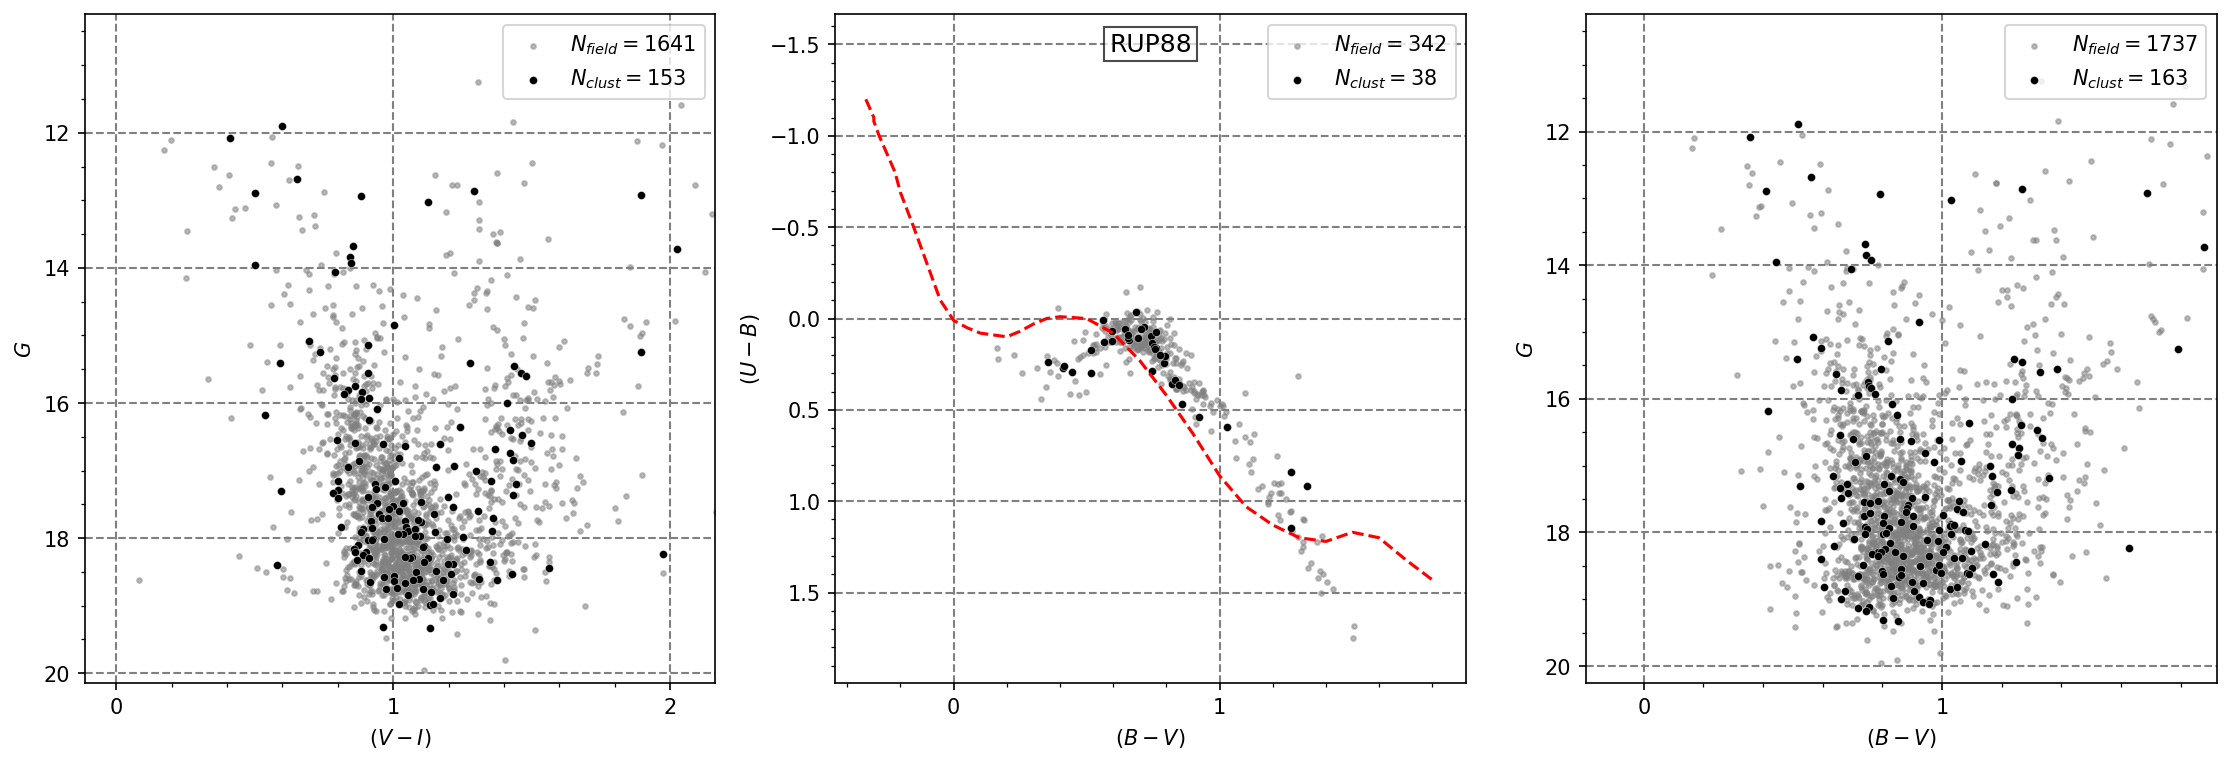 N_field = 1641
N_clust = 153
12
14
16
18
20
G
0
1
2
(V − I)
RUP88
N_field = 342
N_clust = 38
−1.5
−1.0
−0.5
0.0
0.5
1.0
1.5
(U − B)
0
1
(B − V)
N_field = 1737
N_clust = 163
12
14
16
18
20
G
0
1
(B − V)